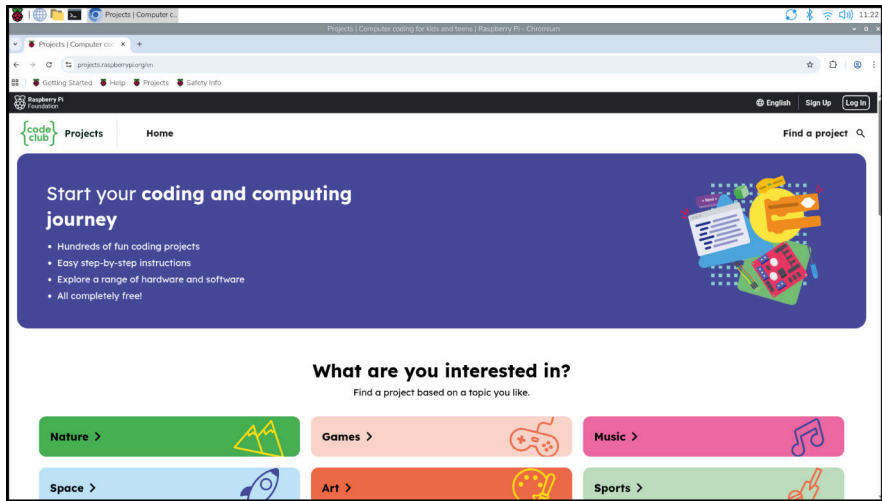 Projects | Computer c...
11:22
Projects | Computer coding for kids and teens | Raspberry Pi - Chromium
Projects | Computer co
projects.raspberrypi.org/en
Getting Started Help Projects Safety Info
Raspberry Pi
Foundation
English Sign Up Log In
{code
club}
Projects Home Find a project
Start your coding and computing
journey
• Hundreds of fun coding projects
• Easy step-by-step instructions
• Explore a range of hardware and software
• All completely free!
What are you interested in?
Find a project based on a topic you like.
Nature > Games > Music >
Space > Art > Sports >